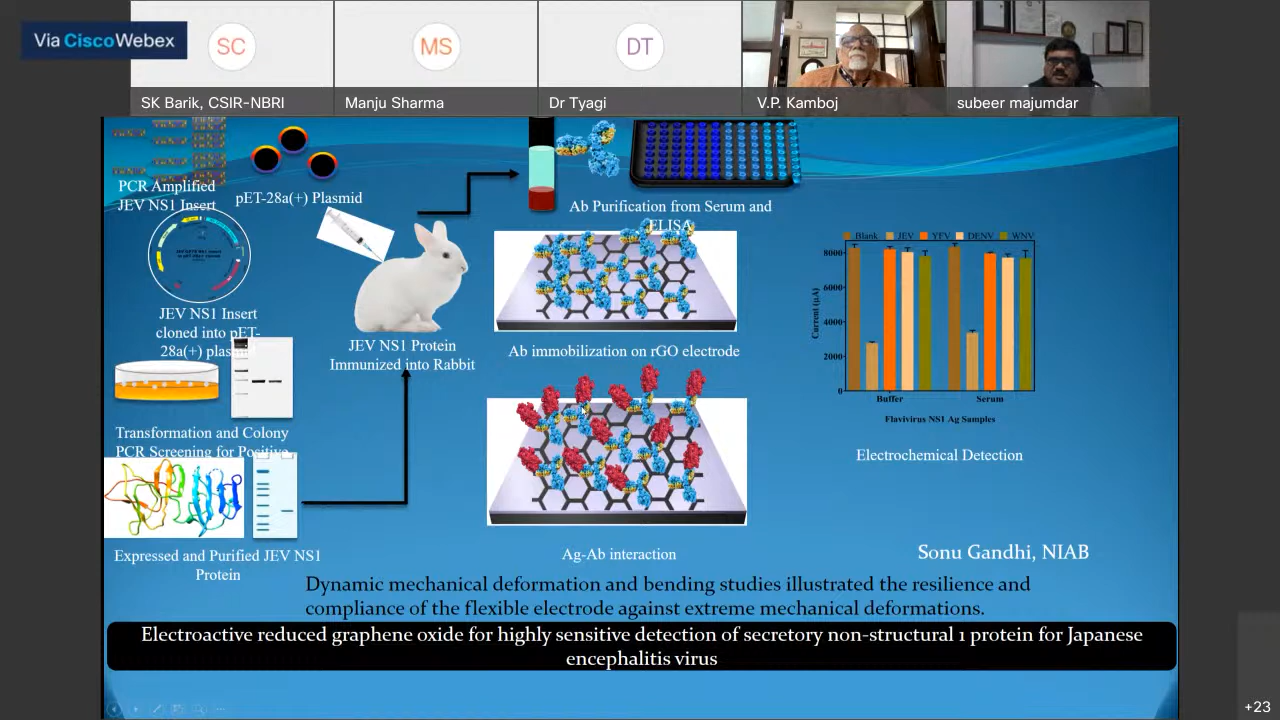 Via CiscoWebex
SC
MS
DT
SK Barik, CSIR-NBRI
Manju Sharma
Dr Tyagi
V.P. Kamboj
subeer majumdar
PCR Amplified
JEV NS1 Insert
pET-28a(+) Plasmid
JEV NS1 Insert
cloned into pET-
28a(+) plasmid
Transformation and Colony
PCR Screening for Positive
Expressed and Purified JEV NS1
Protein
JEV NS1 Protein
Immunized into Rabbit
Ab Purification from Serum and
ELISA
Ab immobilization on rGO electrode
Ag-Ab interaction
Blank JEV YFV DENV WNV
8000
6000
4000
2000
0
Current (µA)
Buffer Serum
Flavivirus NS1 Ag Samples
Electrochemical Detection
Sonu Gandhi, NIAB
Dynamic mechanical deformation and bending studies illustrated the resilience and
compliance of the flexible electrode against extreme mechanical deformations.
Electroactive reduced graphene oxide for highly sensitive detection of secretory non-structural 1 protein for Japanese
encephalitis virus
+23